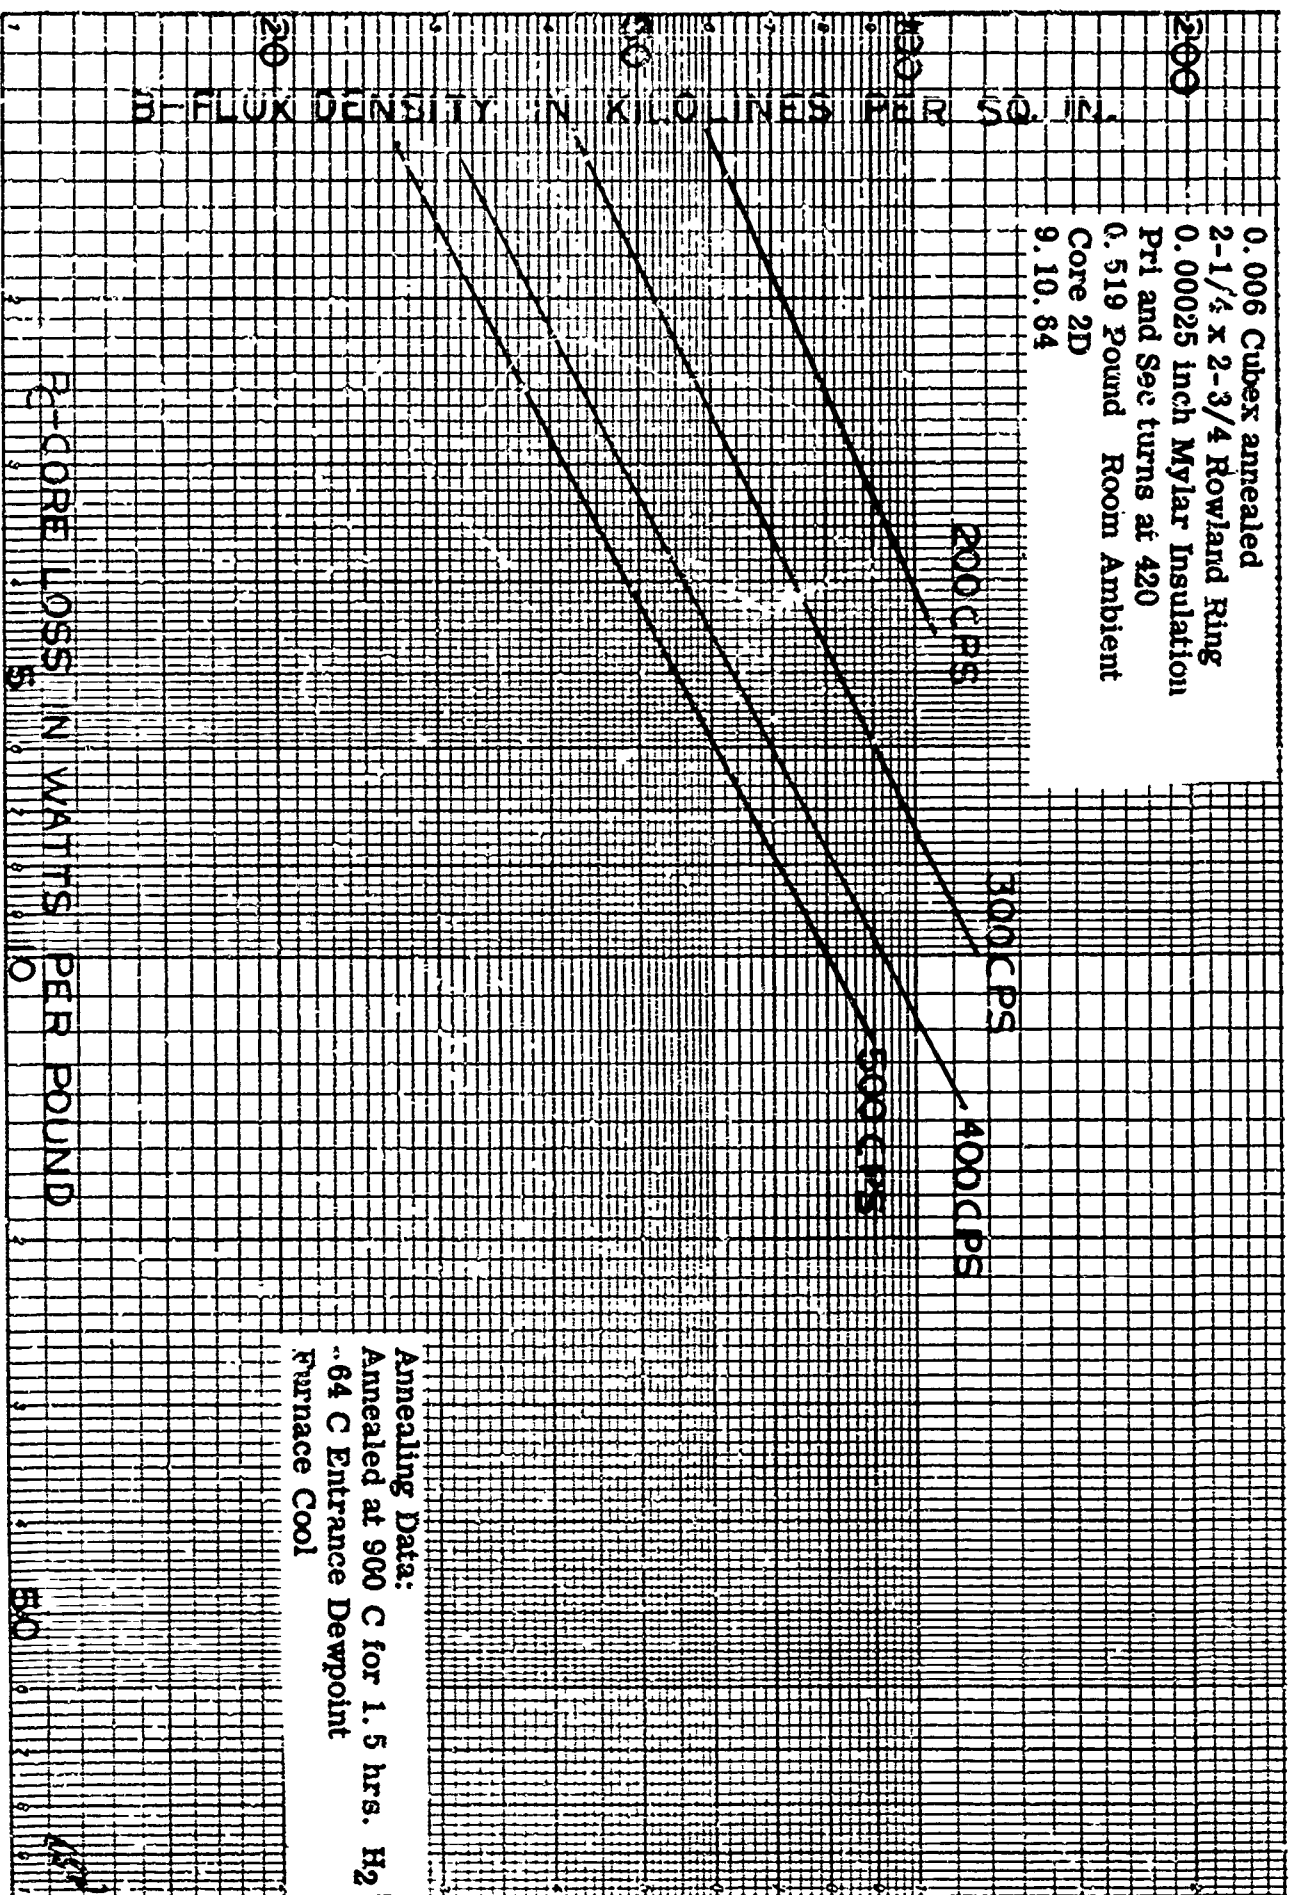 0.006 Cubex annealed
2-1/4 x 2-3/4 Rowland Ring
0.00025 inch Mylar Insulation
Pri and Sec turns at 420
0.519 Pound Room Ambient
Core 2D
9.10.64
200
100
50
20
B-FLUX DENSITY IN KILOLINES PER SQ. IN.
200 CPS
300 CPS
400 CPS
500 CPS
Annealing Data:
Annealed at 900 C for 1.5 hrs. H2
-64 C Entrance Dewpoint
Furnace Cool
5
10
50
Pc-CORE LOSS IN WATTS PER POUND